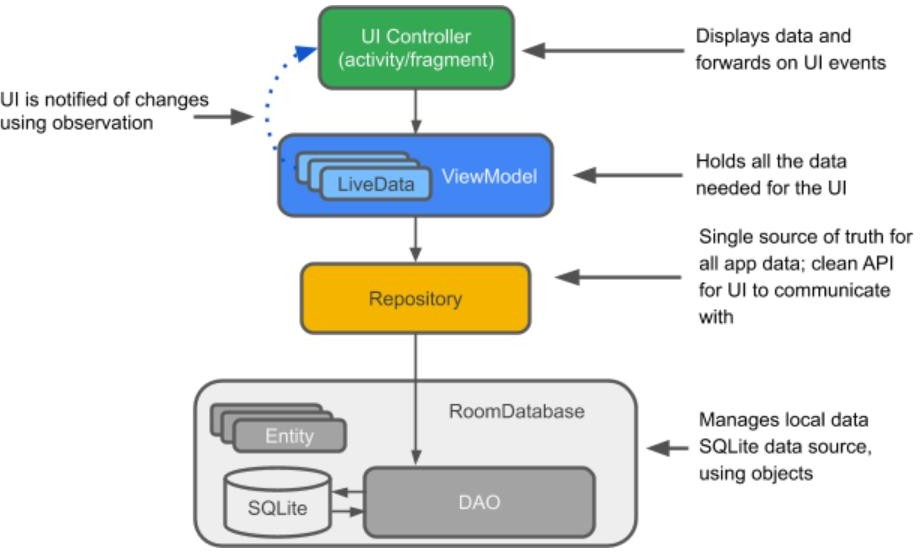 UI Controller
(activity/fragment)
Displays data and
forwards on UI events
UI is notified of changes
using observation
LiveData
ViewModel
Holds all the data
needed for the UI
Repository
Single source of truth for
all app data; clean API
for UI to communicate
with
RoomDatabase
Entity
SQLite
DAO
Manages local data
SQLite data source,
using objects